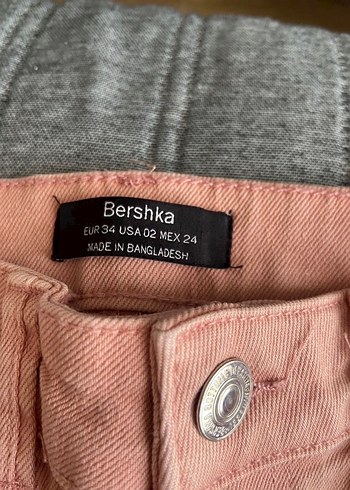 Bershka
EUR 34 USA 02 MEX 24
MADE IN BANGLADESH